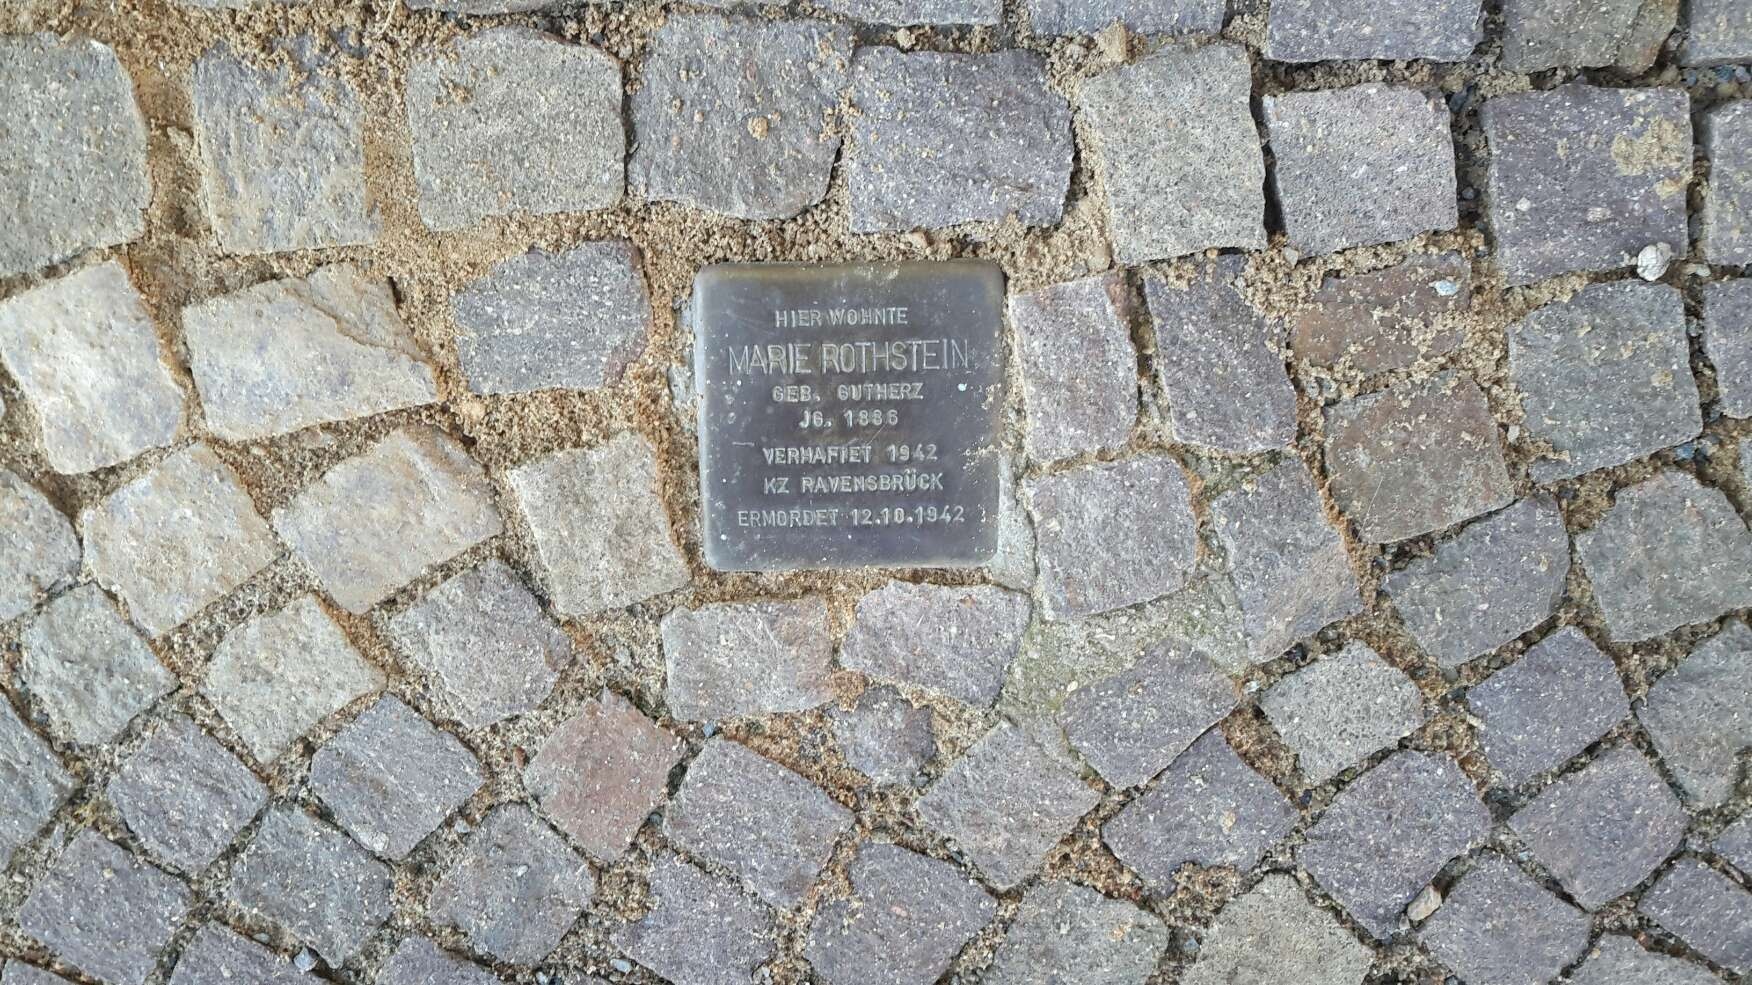 HIER WOHNTE
MARIE ROTHSTEIN
GEB. GUTHERZ
JG. 1886
VERHAFTET 1942
KZ RAVENSBRÜCK
ERMORDET 12.10.1942